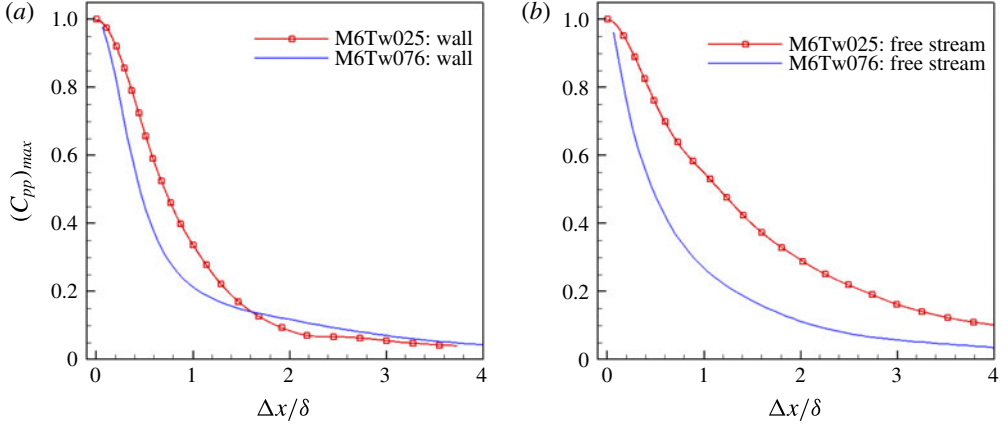 (a)
M6Tw025: wall
M6Tw076: wall
(C_pp)_max
1.0
0.8
0.6
0.4
0.2
0
0 1 2 3 4
Δx/δ
(b)
M6Tw025: free stream
M6Tw076: free stream
1.0
0.8
0.6
0.4
0.2
0
0 1 2 3 4
Δx/δ